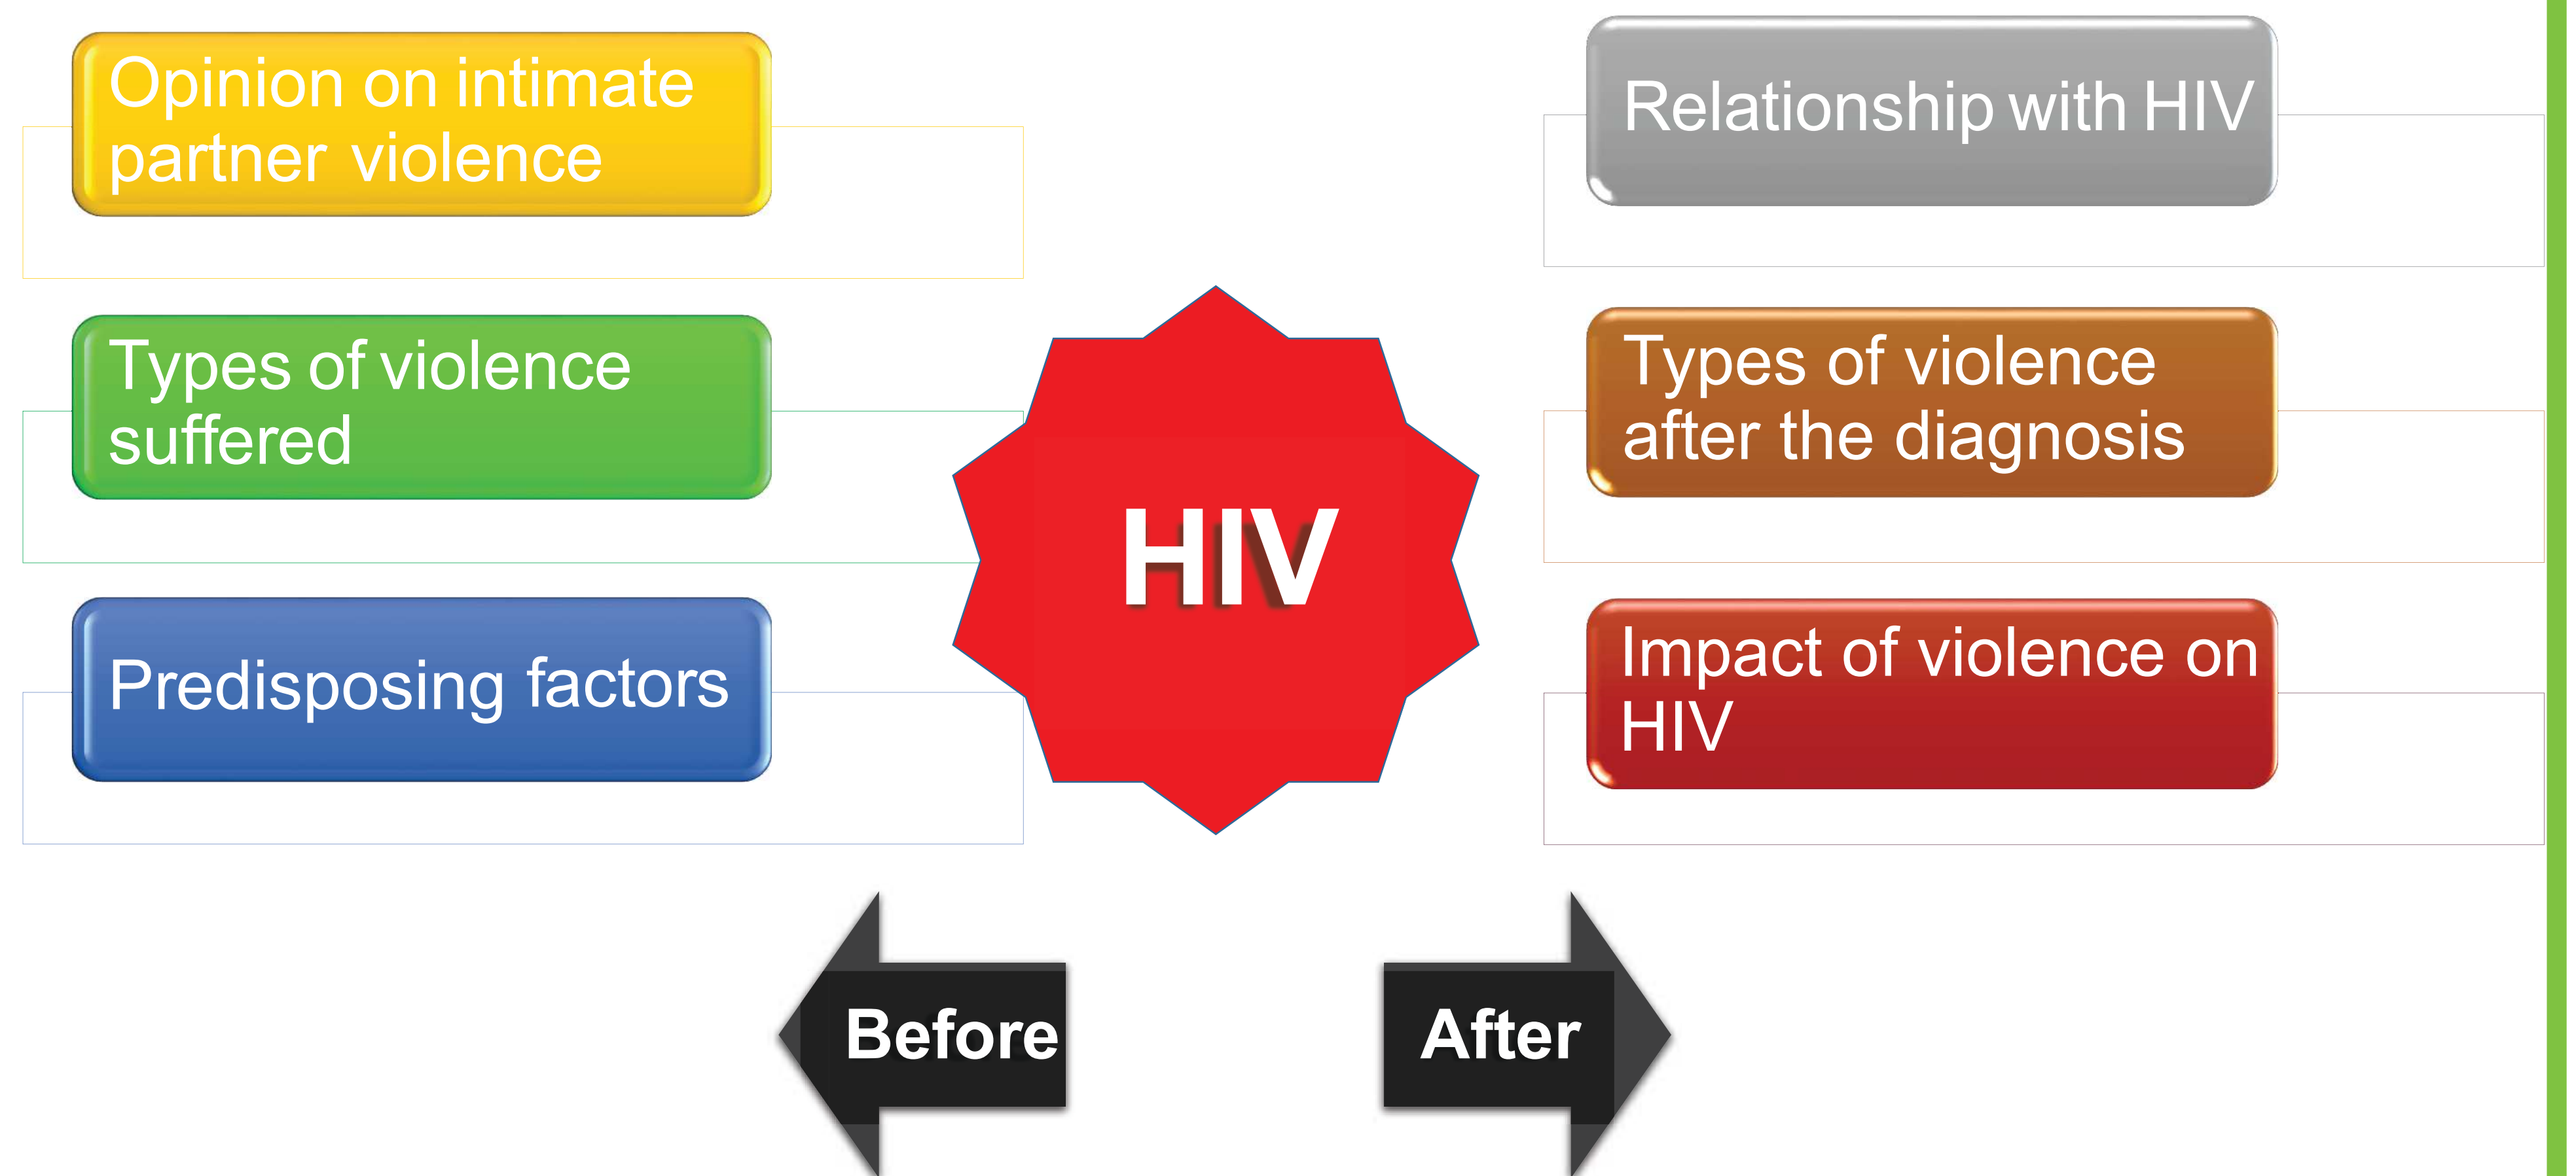 Opinion on intimate
partner violence
Types of violence
suffered
Predisposing factors
HIV
Relationship with HIV
Types of violence
after the diagnosis
Impact of violence on
HIV
Before
After